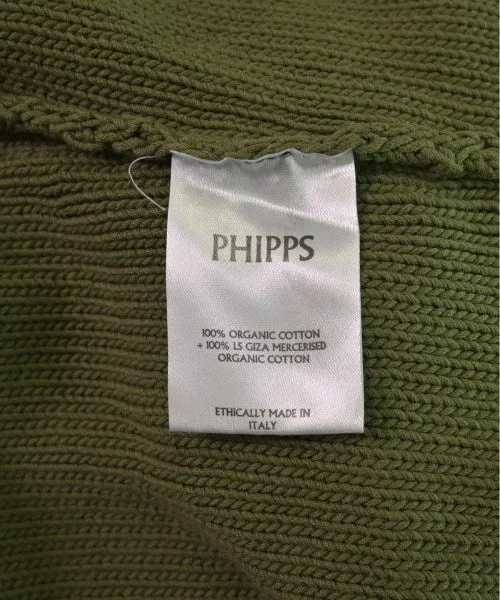 PHIPPS
100% ORGANIC COTTON
+ 100% LS GIZA MERCERISED
ORGANIC COTTON
ETHICALLY MADE IN
ITALY